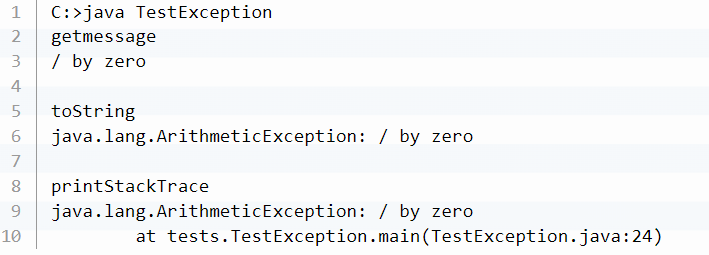 1 C:>java TestException
2 getmessage
3 / by zero
4
5 toString
6 java.lang.ArithmeticException: / by zero
7
8 printStackTrace
9 java.lang.ArithmeticException: / by zero
10         at tests.TestException.main(TestException.java:24)